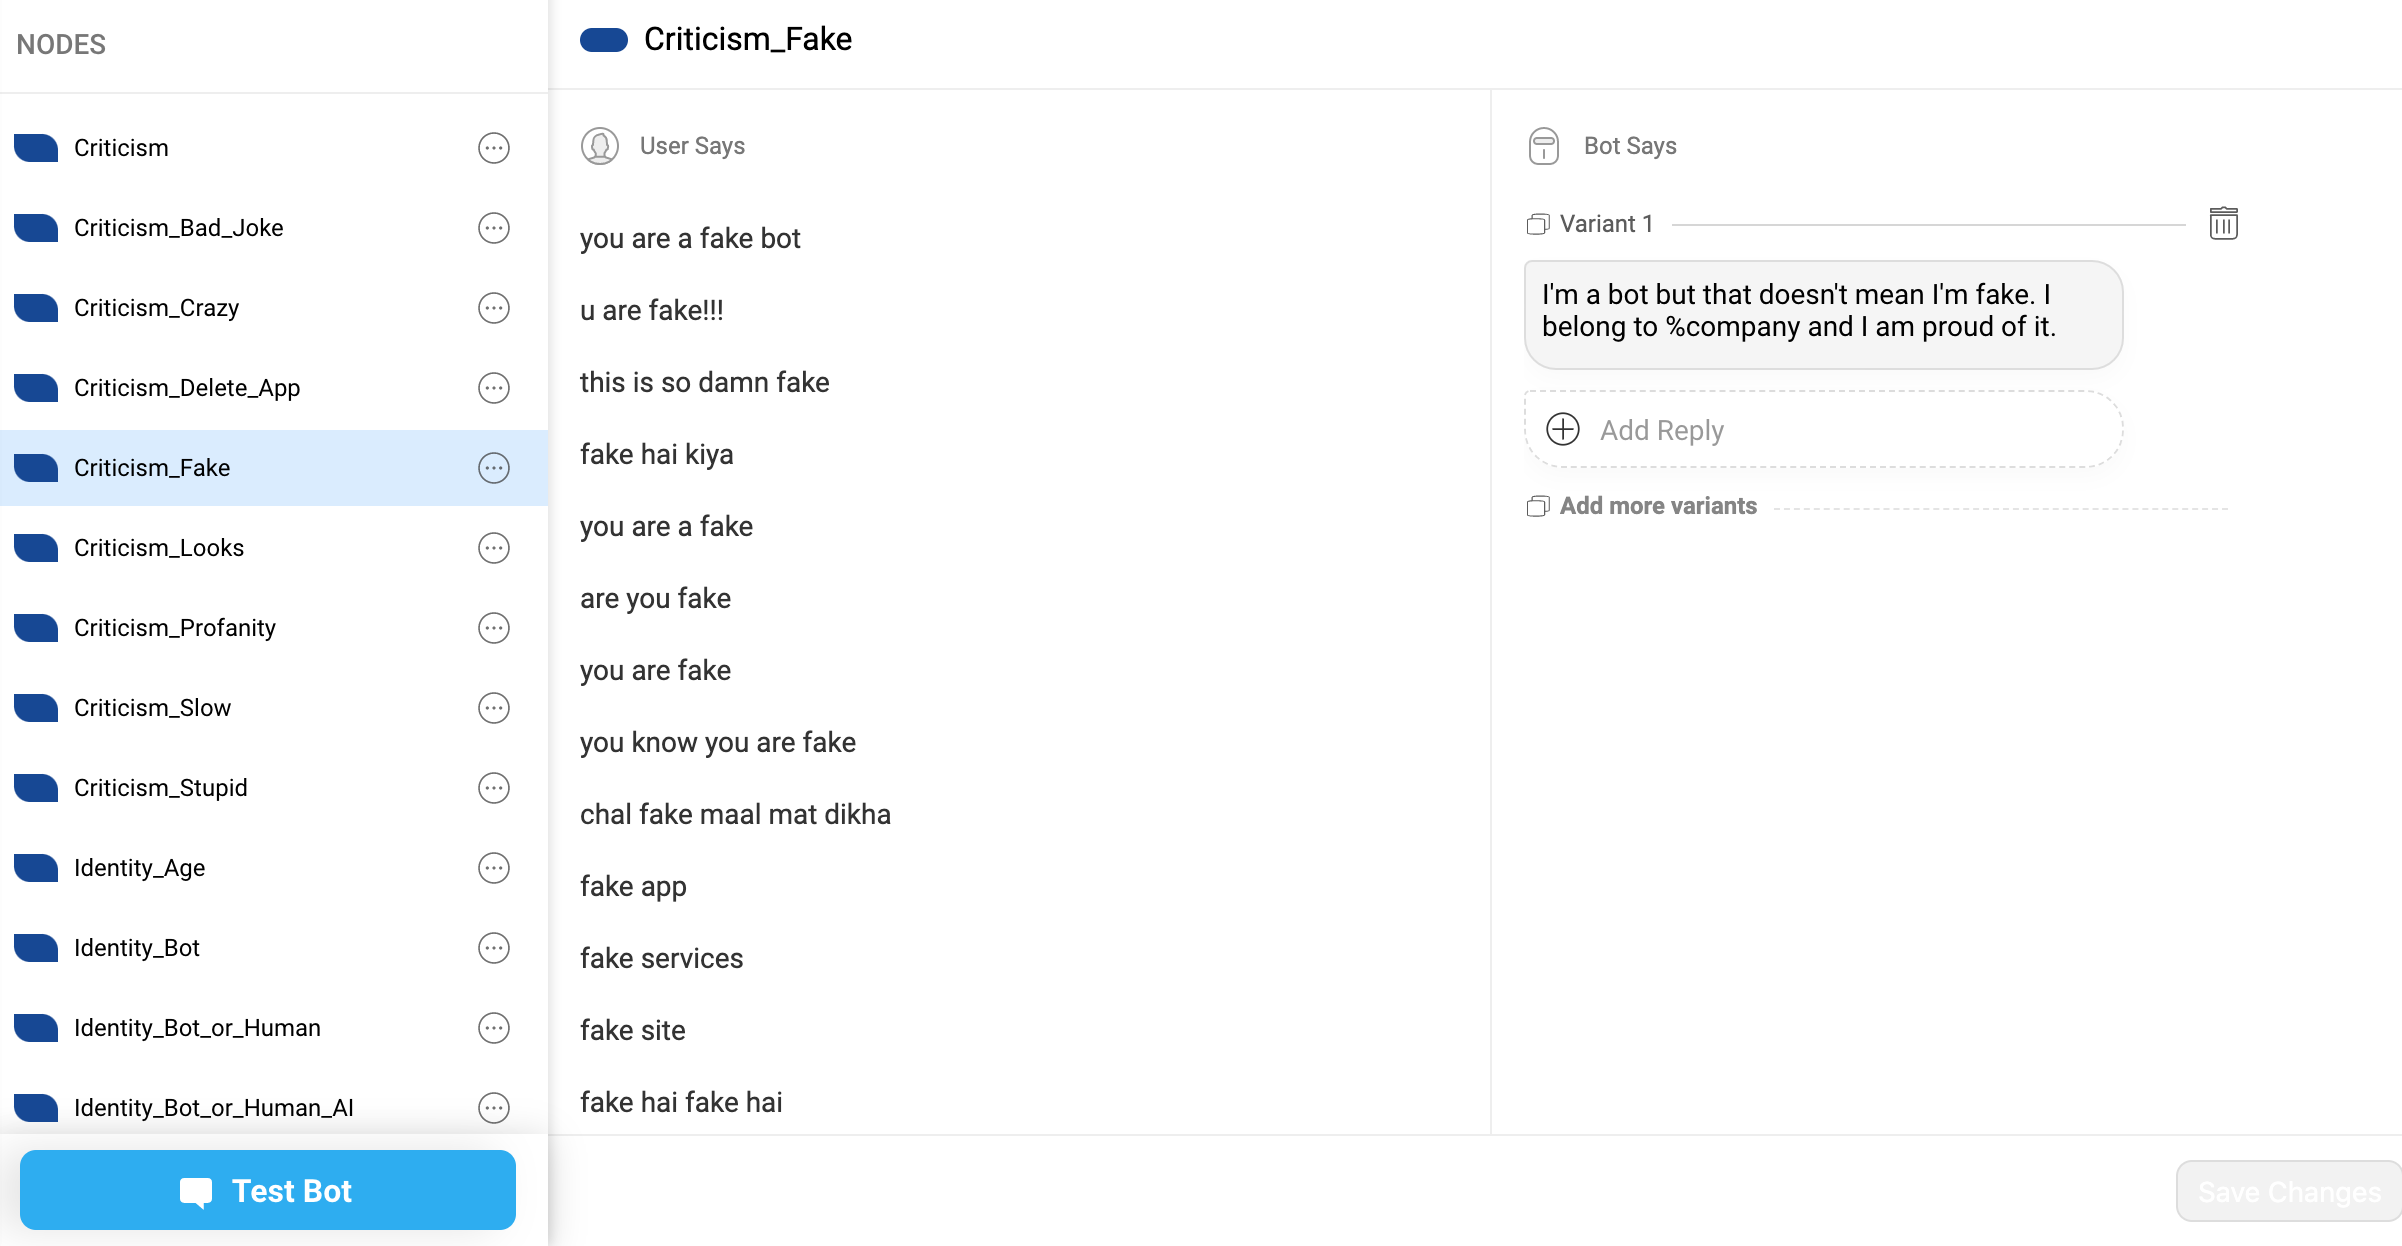 NODES
Criticism
Criticism_Bad_Joke
Criticism_Crazy
Criticism_Delete_App
Criticism_Fake
Criticism_Looks
Criticism_Profanity
Criticism_Slow
Criticism_Stupid
Identity_Age
Identity_Bot
Identity_Bot_or_Human
Identity_Bot_or_Human_AI
Test Bot
Criticism_Fake
User Says
you are a fake bot
u are fake!!!
this is so damn fake
fake hai kiya
you are a fake
are you fake
you are fake
you know you are fake
chal fake maal mat dikha
fake app
fake services
fake site
fake hai fake hai
Bot Says
Variant 1
I'm a bot but that doesn't mean I'm fake. I
belong to %company and I am proud of it.
Add Reply
Add more variants
Save Changes